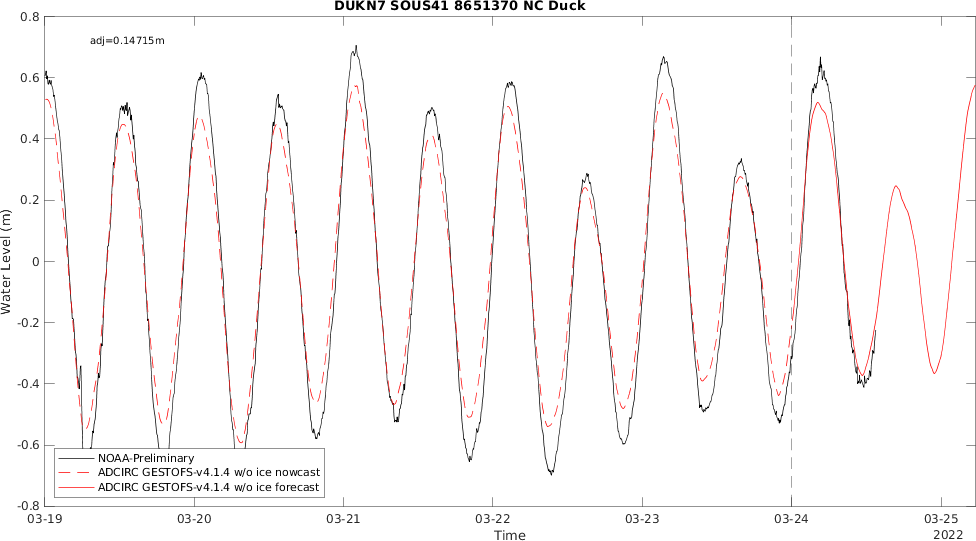 DUKN7 SOUS41 8651370 NC Duck
adj=0.14715m
Water Level (m)
0.8
0.6
0.4
0.2
0
-0.2
-0.4
-0.6
-0.8
NOAA-Preliminary
ADCIRC GESTOFS-v4.1.4 w/o ice nowcast
ADCIRC GESTOFS-v4.1.4 w/o ice forecast
03-19 03-20 03-21 03-22 03-23 03-24 03-25
Time
2022